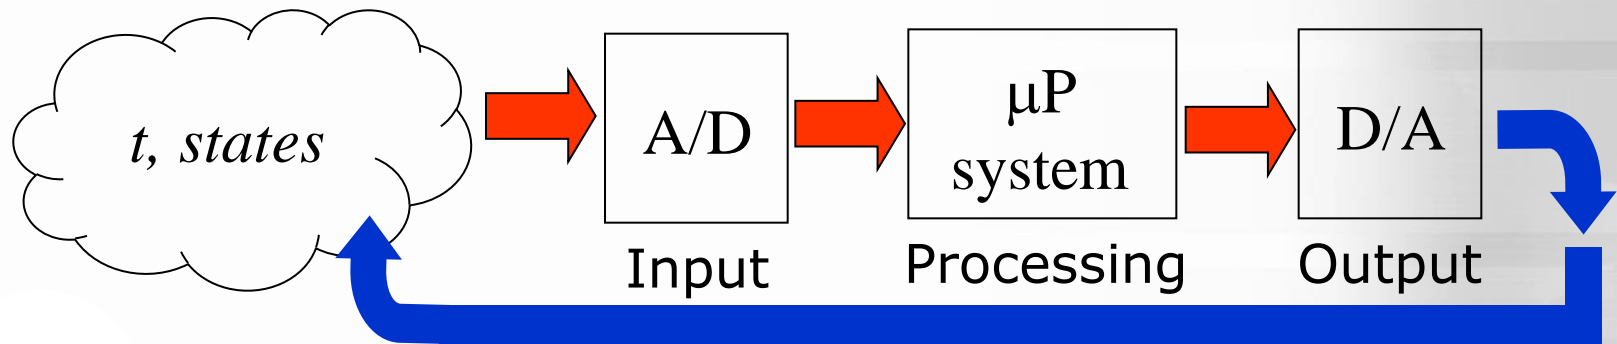 t, states
A/D
μP
system
D/A
Input
Processing
Output